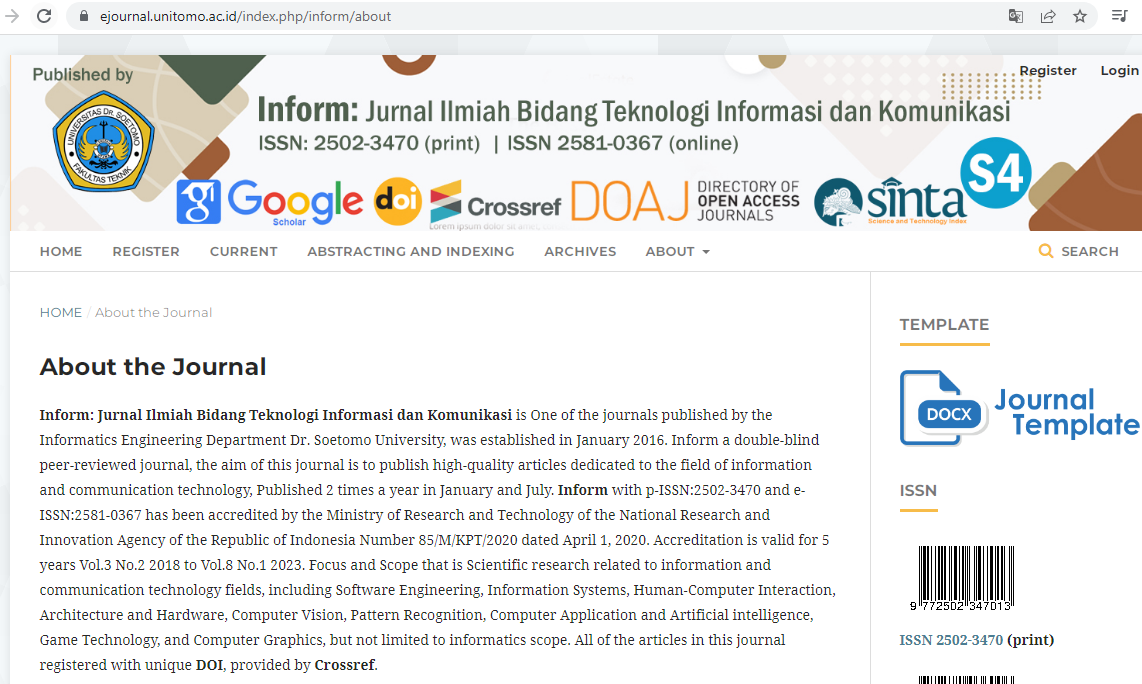 ejournal.unitomo.ac.id/index.php/inform/about
Published by
Register Login
UNIVERSITAS DR. SOETOMO
FAKULTAS TEKNIK
Inform: Jurnal Ilmiah Bidang Teknologi Informasi dan Komunikasi
ISSN: 2502-3470 (print) | ISSN 2581-0367 (online)
g Google Scholar doi Crossref DOAJ DIRECTORY OF OPEN ACCESS JOURNALS sinta S4
Lorem ipsum dolor sit amet
Science and Technology Index
HOME REGISTER CURRENT ABSTRACTING AND INDEXING ARCHIVES ABOUT SEARCH
HOME / About the Journal
About the Journal
Inform: Jurnal Ilmiah Bidang Teknologi Informasi dan Komunikasi is One of the journals published by the
Informatics Engineering Department Dr. Soetomo University, was established in January 2016. Inform a double-blind
peer-reviewed journal, the aim of this journal is to publish high-quality articles dedicated to the field of information
and communication technology, Published 2 times a year in January and July. Inform with p-ISSN:2502-3470 and e-
ISSN:2581-0367 has been accredited by the Ministry of Research and Technology of the National Research and
Innovation Agency of the Republic of Indonesia Number 85/M/KPT/2020 dated April 1, 2020. Accreditation is valid for 5
years Vol.3 No.2 2018 to Vol.8 No.1 2023. Focus and Scope that is Scientific research related to information and
communication technology fields, including Software Engineering, Information Systems, Human-Computer Interaction,
Architecture and Hardware, Computer Vision, Pattern Recognition, Computer Application and Artificial intelligence,
Game Technology, and Computer Graphics, but not limited to informatics scope. All of the articles in this journal
registered with unique DOI, provided by Crossref.
TEMPLATE
DOCX
Journal
Template
ISSN
9 772502 347013
ISSN 2502-3470 (print)